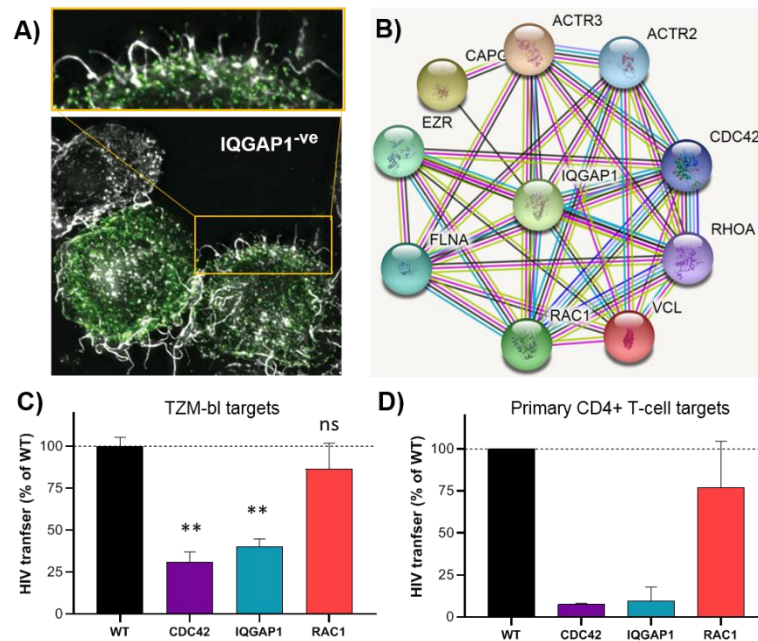 A)
IQGAP1-ve
B)
ACTR3
ACTR2
CAPG
EZR
CDC42
IQGAP1
FLNA
RHOA
RAC1
VCL
C)
TZM-bl targets
HIV tranfser (% of WT)
100
75
50
25
0
**
**
ns
WT
CDC42
IQGAP1
RAC1
D)
Primary CD4+ T-cell targets
HIV tranfser (% of WT)
100
75
50
25
0
WT
CDC42
IQGAP1
RAC1